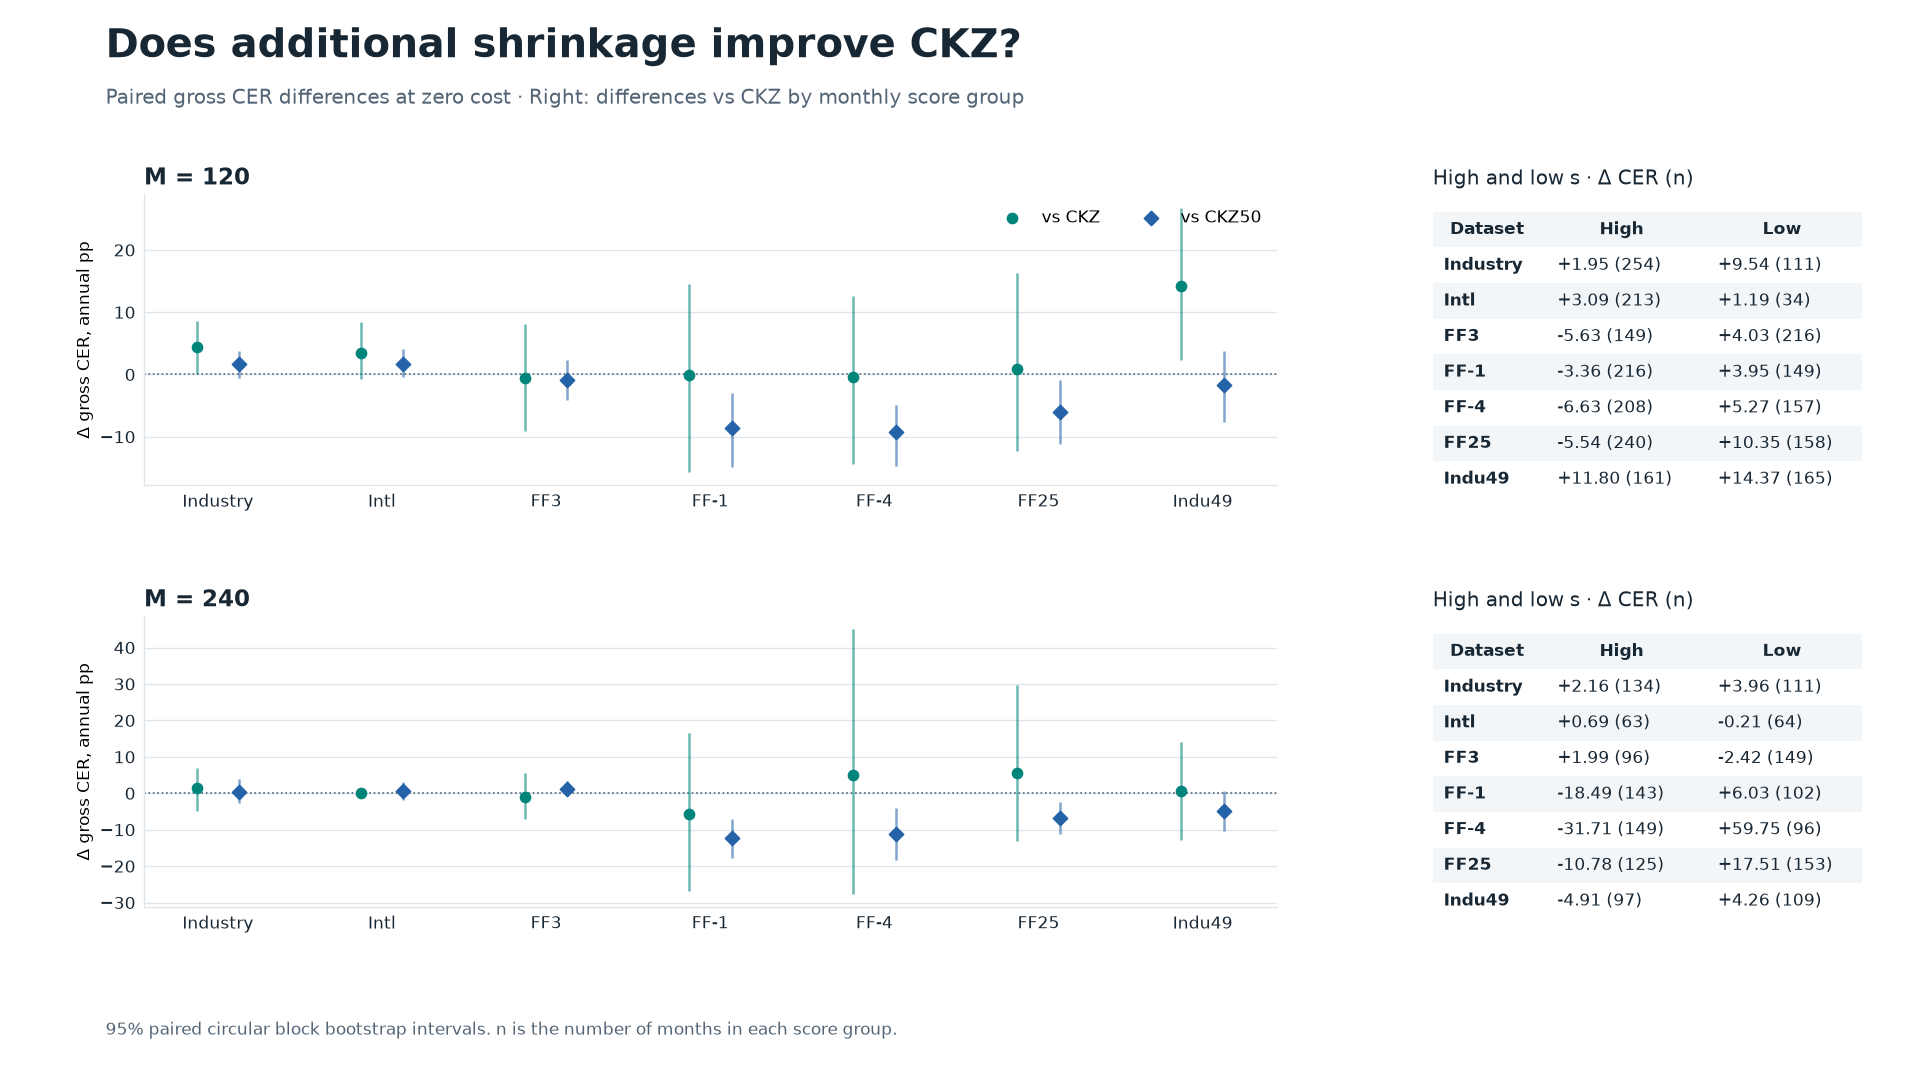 Does additional shrinkage improve CKZ?
Paired gross CER differences at zero cost · Right: differences vs CKZ by monthly score group
M = 120
vs CKZ
vs CKZ50
Δ gross CER, annual pp
20
10
0
−10
Industry
Intl
FF3
FF-1
FF-4
FF25
Indu49
High and low s · Δ CER (n)
Dataset High Low
Industry +1.95 (254) +9.54 (111)
Intl +3.09 (213) +1.19 (34)
FF3 -5.63 (149) +4.03 (216)
FF-1 -3.36 (216) +3.95 (149)
FF-4 -6.63 (208) +5.27 (157)
FF25 -5.54 (240) +10.35 (158)
Indu49 +11.80 (161) +14.37 (165)
M = 240
Δ gross CER, annual pp
40
30
20
10
0
−10
−20
−30
Industry
Intl
FF3
FF-1
FF-4
FF25
Indu49
High and low s · Δ CER (n)
Dataset High Low
Industry +2.16 (134) +3.96 (111)
Intl +0.69 (63) -0.21 (64)
FF3 +1.99 (96) -2.42 (149)
FF-1 -18.49 (143) +6.03 (102)
FF-4 -31.71 (149) +59.75 (96)
FF25 -10.78 (125) +17.51 (153)
Indu49 -4.91 (97) +4.26 (109)
95% paired circular block bootstrap intervals. n is the number of months in each score group.